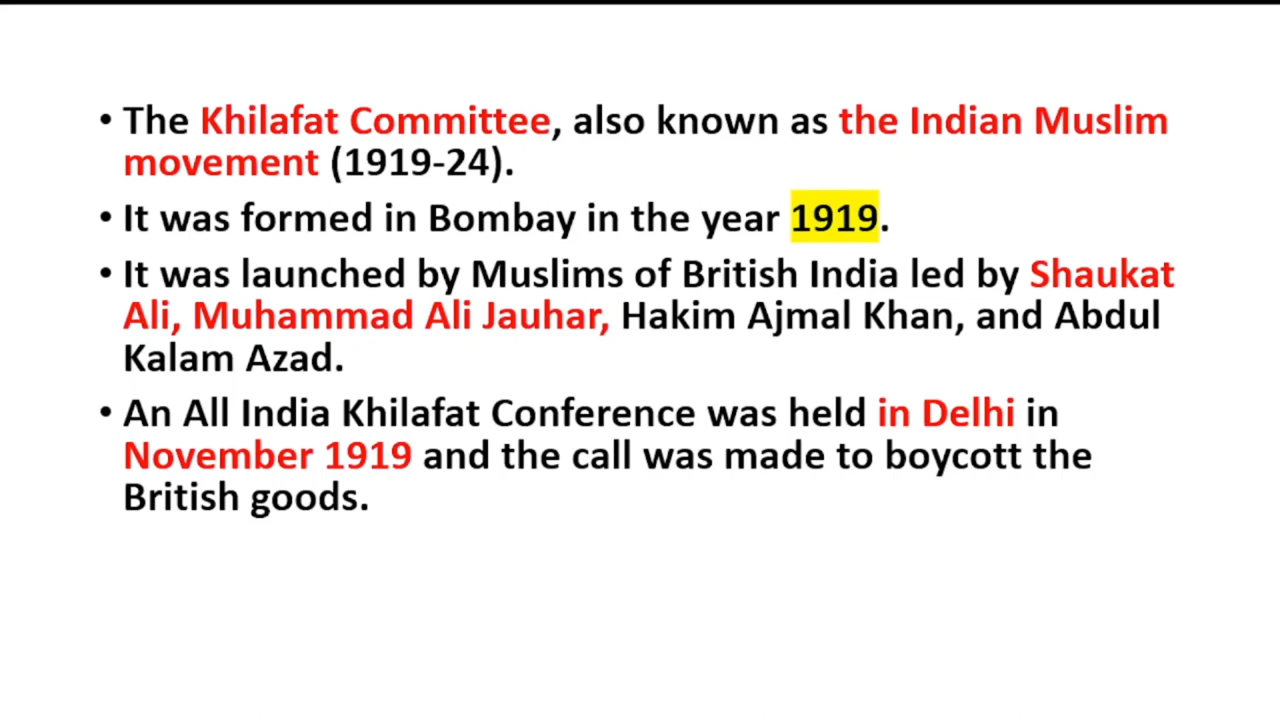 • The Khilafat Committee, also known as the Indian Muslim
movement (1919-24).
• It was formed in Bombay in the year 1919.
• It was launched by Muslims of British India led by Shaukat
Ali, Muhammad Ali Jauhar, Hakim Ajmal Khan, and Abdul
Kalam Azad.
• An All India Khilafat Conference was held in Delhi in
November 1919 and the call was made to boycott the
British goods.